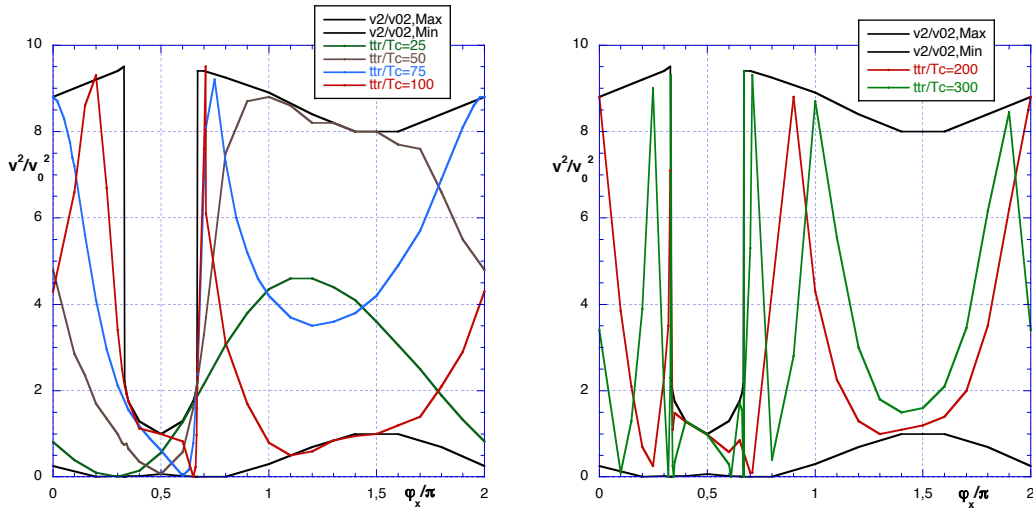 v2/v02,Max
v2/v02,Min
ttr/Tc=25
ttr/Tc=50
ttr/Tc=75
ttr/Tc=100
10
8
6
4
2
0
v²/v₀²
0
0,5
1
1,5
2
φₓ/π
v2/v02,Max
v2/v02,Min
ttr/Tc=200
ttr/Tc=300
10
8
6
4
2
0
v²/v₀²
0
0,5
1
1,5
2
φₓ/π